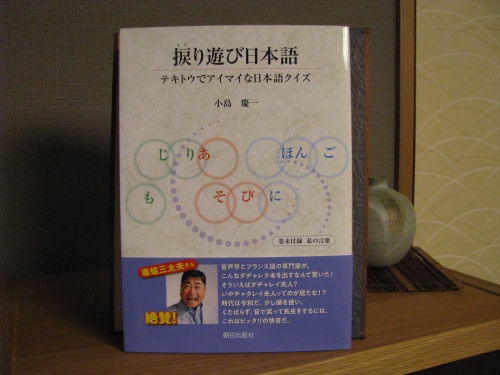 捩り遊び日本語
テキトウでアイマイな日本語クイズ
小島 慶一
じりあ ほんご
もそびに
巻末付録 私の言葉
毒蝮三太夫さん
絶賛!
音声学とフランス語の専門家が、
こんなダチャレタ本を出すなんて驚いた!
そういえばダチャレイ夫人?
いやチャタレイ夫人ってのが居たな!?
時代は令和だ。少し頭を使い、
くたばらず、皆で笑って長生きするには、
これはピッタリの快著だ。
朝日出版社